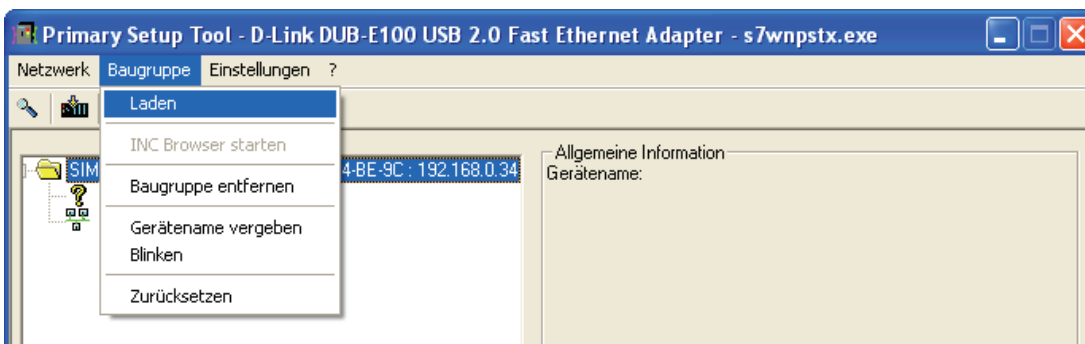 Primary Setup Tool - D-Link DUB-E100 USB 2.0 Fast Ethernet Adapter - s7wnpstx.exe
Netzwerk Baugruppe Einstellungen ?
Laden
INC Browser starten
Baugruppe entfernen
Gerätename vergeben
Blinken
Zurücksetzen
SIM
4-BE-9C : 192.168.0.34
Allgemeine Information
Gerätename: